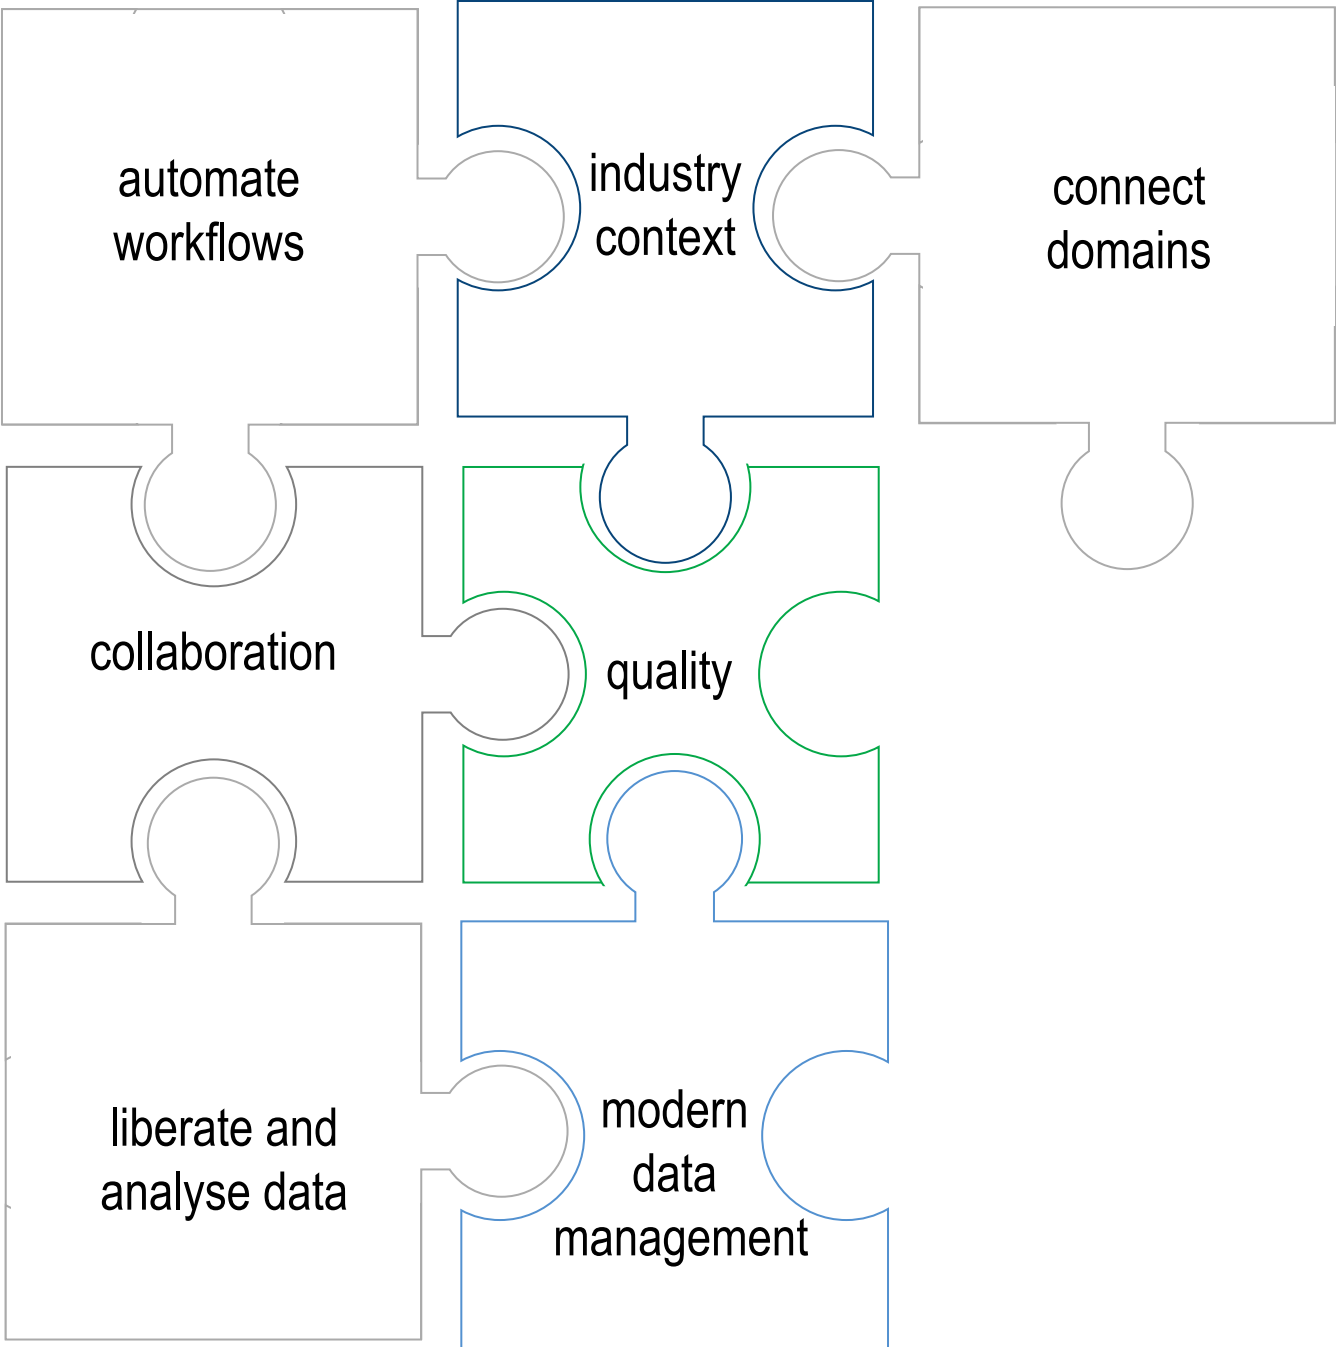 automate
workflows
industry
context
connect
domains
collaboration
quality
liberate and
analyse data
modern
data
management